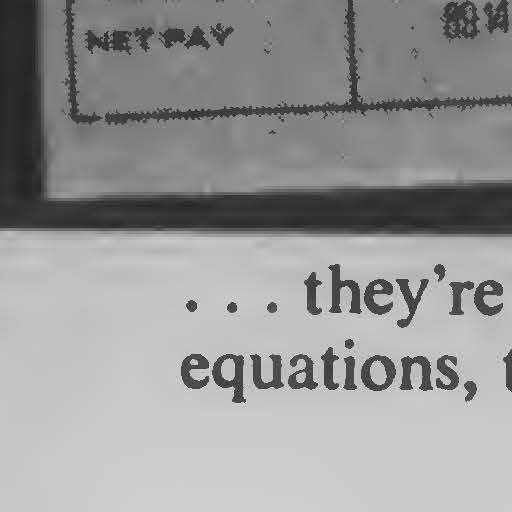 NET PAY
. . . they're
equations,